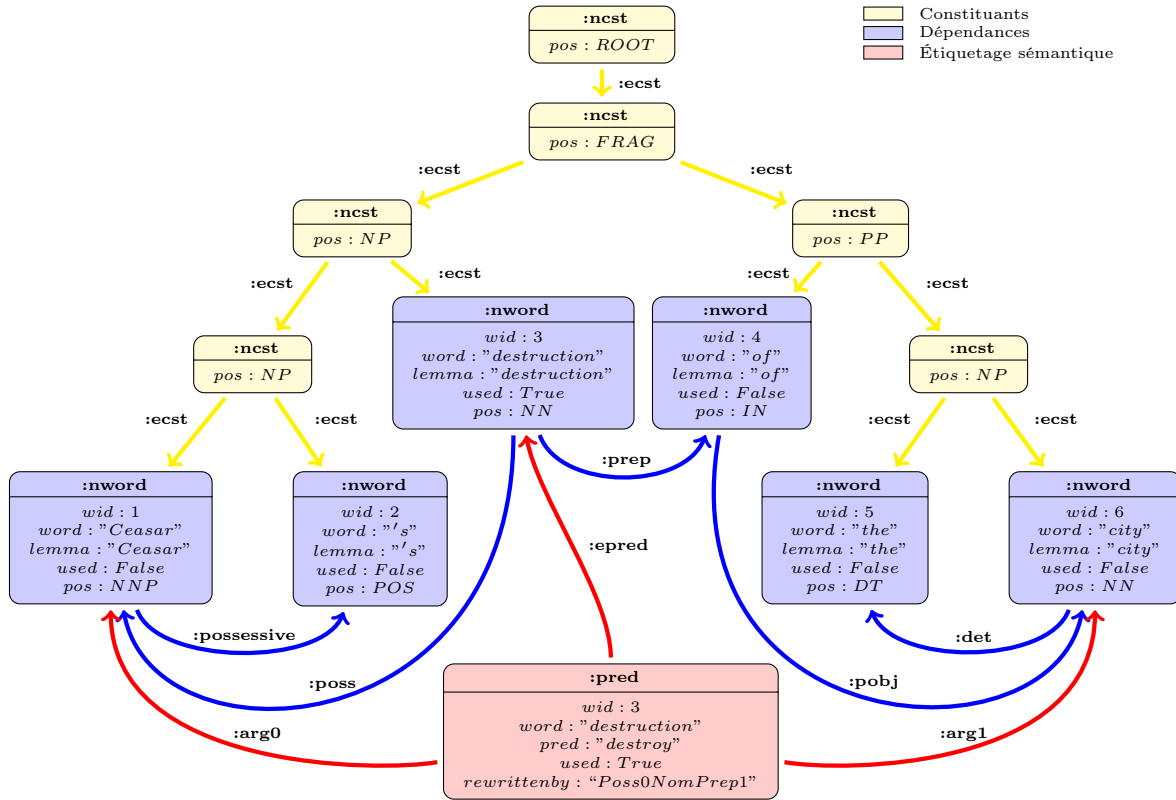 :ncst
pos : ROOT
Constituants
Dépendances
Étiquetage sémantique
:ecst
:ncst
pos : FRAG
:ecst
:ecst
:ncst
pos : NP
:ncst
pos : PP
:ecst
:ecst
:ecst
:ecst
:nword
wid : 3
word : "destruction"
lemma : "destruction"
used : True
pos : NN
:nword
wid : 4
word : "of"
lemma : "of"
used : False
pos : IN
:ncst
pos : NP
:ncst
pos : NP
:ecst
:ecst
:ecst
:ecst
:prep
:nword
wid : 1
word : "Ceasar"
lemma : "Ceasar"
used : False
pos : NNP
:nword
wid : 2
word : "'s"
lemma : "'s"
used : False
pos : POS
:nword
wid : 5
word : "the"
lemma : "the"
used : False
pos : DT
:nword
wid : 6
word : "city"
lemma : "city"
used : False
pos : NN
:epred
:possessive
:det
:poss
:pobj
:arg0
:arg1
:pred
wid : 3
word : "destruction"
pred : "destroy"
used : True
rewrittenby : “Poss0NomPrep1"